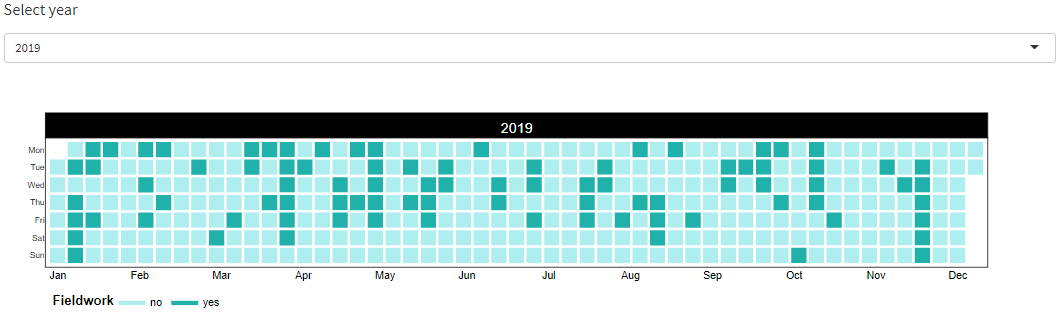 Select year
2019
2019
Mon
Tue
Wed
Thu
Fri
Sat
Sun
Jan Feb Mar Apr May Jun Jul Aug Sep Oct Nov Dec
Fieldwork no yes